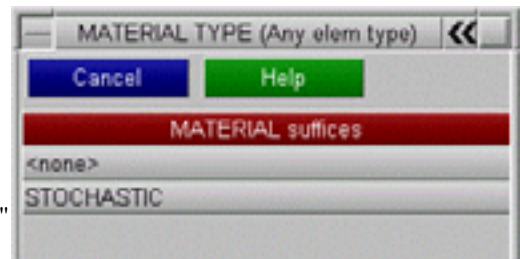 MATERIAL TYPE (Any elem type) «
Cancel Help
MATERIAL suffices
<none>
STOCHASTIC
"